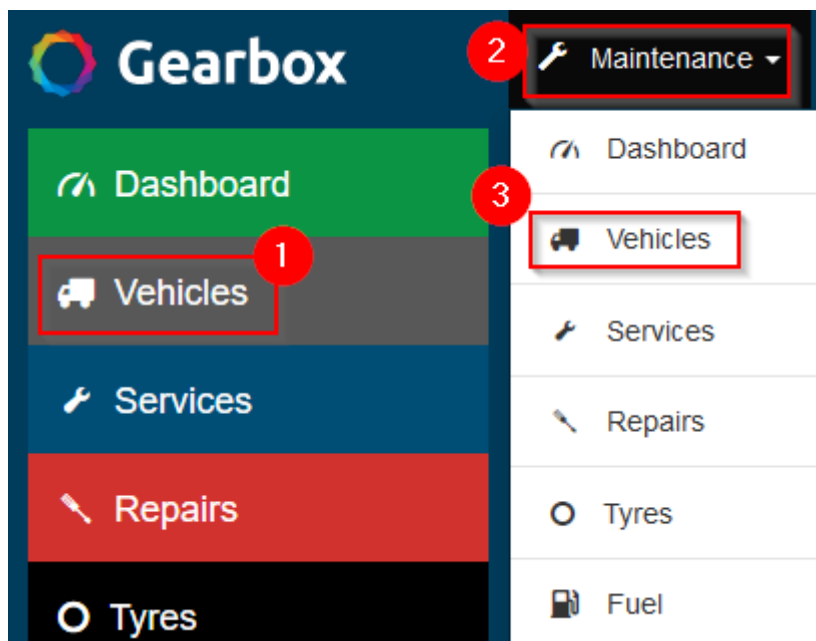 Gearbox
Dashboard
1
Vehicles
Services
Repairs
Tyres
2
Maintenance
Dashboard
3
Vehicles
Services
Repairs
Tyres
Fuel